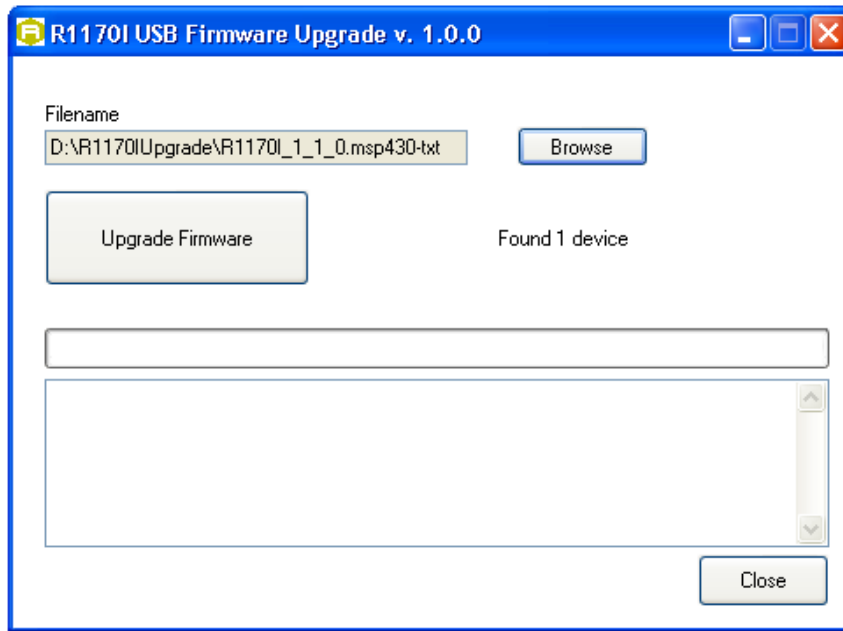 R1170I USB Firmware Upgrade v. 1.0.0
Filename
D:\R1170IUpgrade\R1170I_1_1_0.msp430-txt
Browse
Upgrade Firmware
Found 1 device
Close